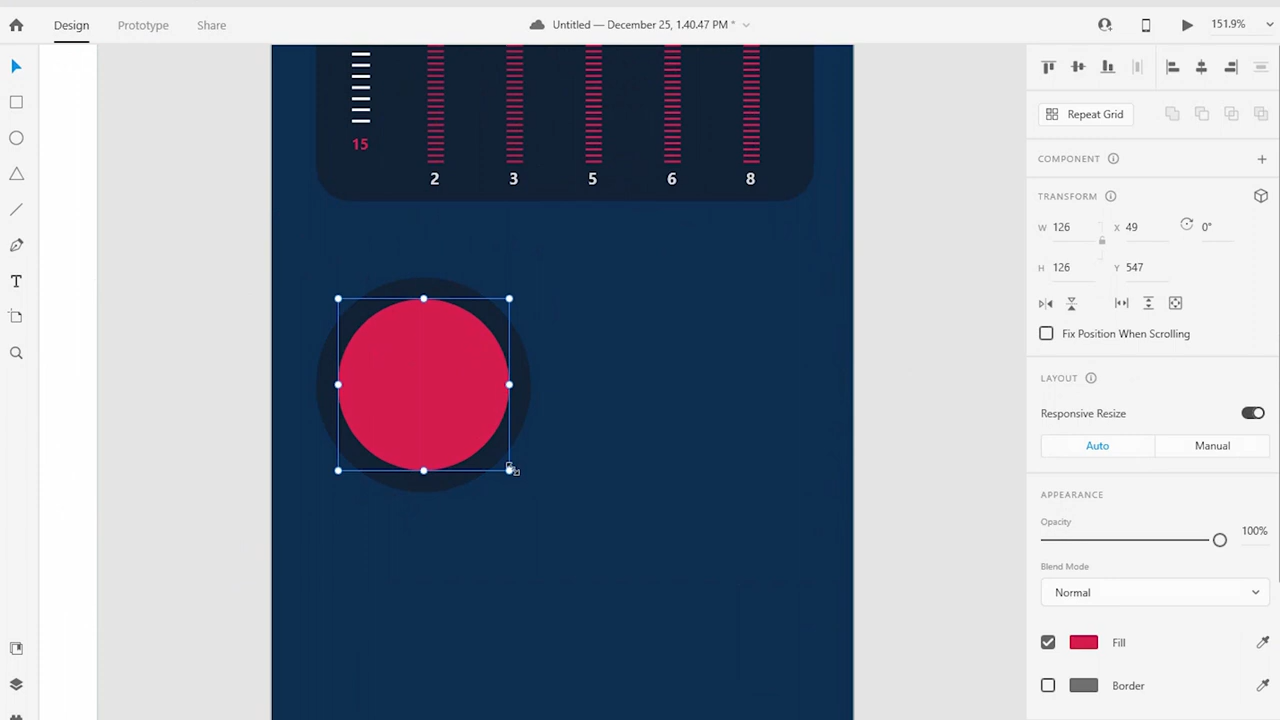 Design Prototype Share Untitled — December 25, 1.40.47 PM * 151.9%
Repeat Grid
15
COMPONENT
2 3 5 6 8
TRANSFORM
W 126 X 49 0°
H 126 Y 547
Fix Position When Scrolling
LAYOUT
Responsive Resize
Auto Manual
APPEARANCE
Opacity
100%
Blend Mode
Normal
Fill
Border
T